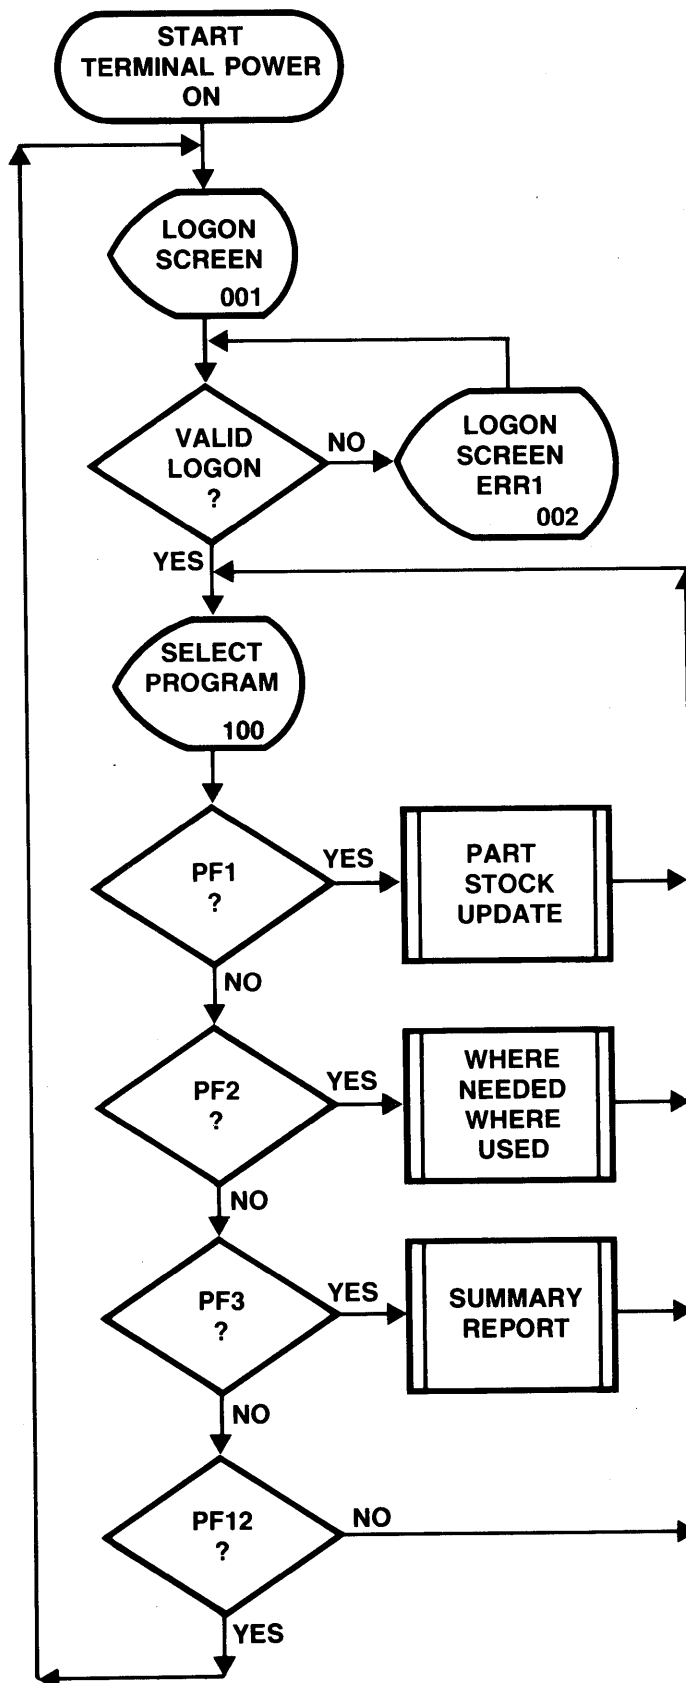 START
TERMINAL POWER
ON
LOGON
SCREEN
001
VALID
LOGON
?
NO
LOGON
SCREEN
ERR1
002
YES
SELECT
PROGRAM
100
PF1
?
YES
PART
STOCK
UPDATE
NO
PF2
?
YES
WHERE
NEEDED
WHERE
USED
NO
PF3
?
YES
SUMMARY
REPORT
NO
PF12
?
NO
YES